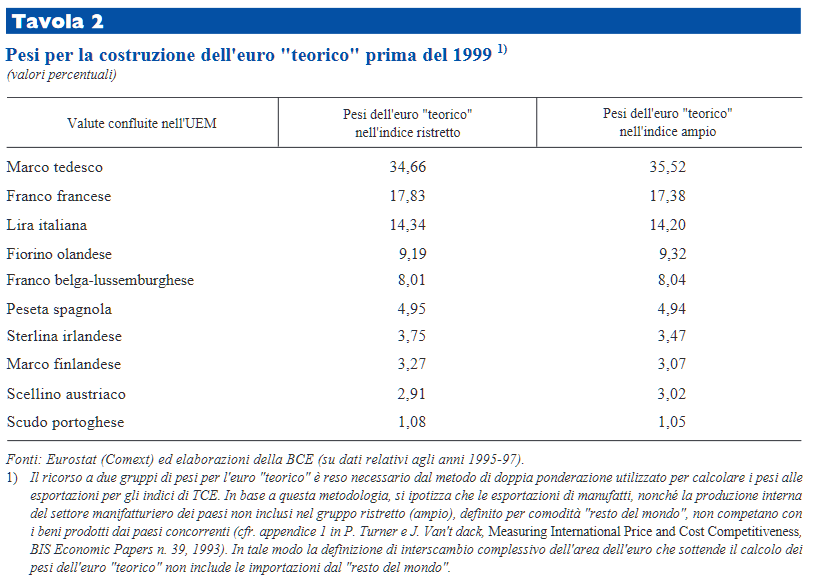 Tavola 2
Pesi per la costruzione dell'euro "teorico" prima del 1999 1)
(valori percentuali)
Valute confluite nell'UEM
Pesi dell'euro "teorico"
nell'indice ristretto
Pesi dell'euro "teorico"
nell'indice ampio
Marco tedesco 34,66 35,52
Franco francese 17,83 17,38
Lira italiana 14,34 14,20
Fiorino olandese 9,19 9,32
Franco belga-lussemburghese 8,01 8,04
Peseta spagnola 4,95 4,94
Sterlina irlandese 3,75 3,47
Marco finlandese 3,27 3,07
Scellino austriaco 2,91 3,02
Scudo portoghese 1,08 1,05
Fonti: Eurostat (Comext) ed elaborazioni della BCE (su dati relativi agli anni 1995-97).
1) Il ricorso a due gruppi di pesi per l'euro "teorico" è reso necessario dal metodo di doppia ponderazione utilizzato per calcolare i pesi alle
esportazioni per gli indici di TCE. In base a questa metodologia, si ipotizza che le esportazioni di manufatti, nonché la produzione interna
del settore manifatturiero dei paesi non inclusi nel gruppo ristretto (ampio), definito per comodità "resto del mondo", non competano con
i beni prodotti dai paesi concorrenti (cfr. appendice 1 in P. Turner e J. Van't dack, Measuring International Price and Cost Competitiveness,
BIS Economic Papers n. 39, 1993). In tale modo la definizione di interscambio complessivo dell'area dell'euro che sottende il calcolo dei
pesi dell'euro "teorico" non include le importazioni dal "resto del mondo".